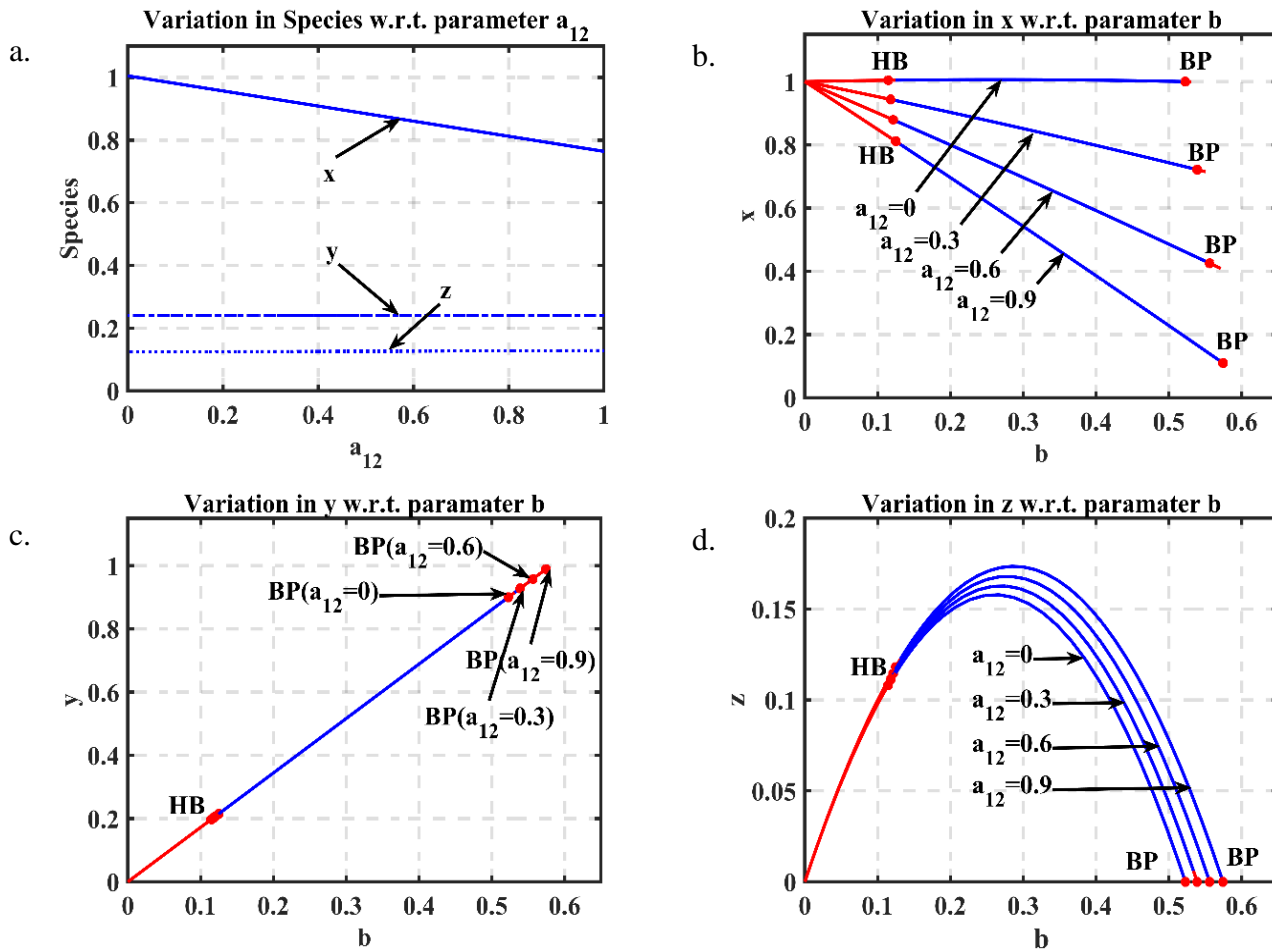 a.
Variation in Species w.r.t. parameter a12
Species
1
0.8
0.6
0.4
0.2
0
x
y
z
0 0.2 0.4 0.6 0.8 1
a12
b.
Variation in x w.r.t. paramater b
x
1
0.8
0.6
0.4
0.2
0
HB
BP
HB
BP
BP
BP
a12=0
a12=0.3
a12=0.6
a12=0.9
0 0.1 0.2 0.3 0.4 0.5 0.6
b
c.
Variation in y w.r.t. paramater b
y
1
0.8
0.6
0.4
0.2
0
BP(a12=0.6)
BP(a12=0)
BP(a12=0.9)
BP(a12=0.3)
HB
0 0.1 0.2 0.3 0.4 0.5 0.6
b
d.
Variation in z w.r.t. paramater b
z
0.2
0.15
0.1
0.05
0
HB
a12=0
a12=0.3
a12=0.6
a12=0.9
BP
BP
0 0.1 0.2 0.3 0.4 0.5 0.6
b